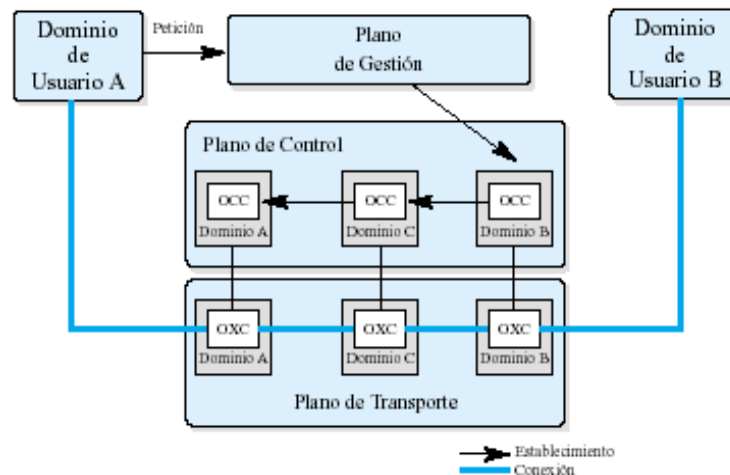 Dominio
de
Usuario A
Petición
Plano
de Gestión
Dominio
de
Usuario B
Plano de Control
OCC
OCC
OCC
Dominio A
Dominio C
Dominio B
OXC
OXC
OXC
Dominio A
Dominio C
Dominio B
Plano de Transporte
Establecimiento
Conexión